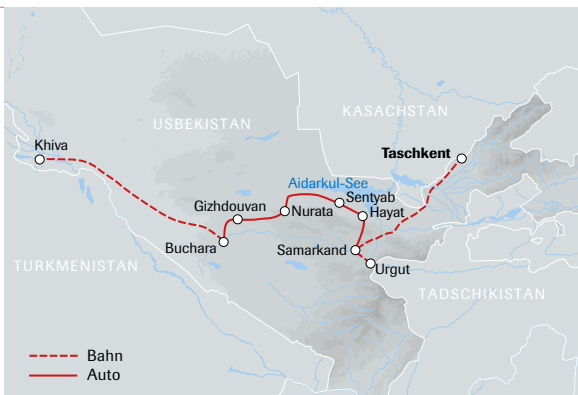 KASACHSTAN
USBEKISTAN
Khiva
Taschkent
Aidarkul-See
Sentyab
Gizhdouvan
Nurata
Hayat
Buchara
Samarkand
Urgut
TURKMENISTAN
TADSCHIKISTAN
Bahn
Auto